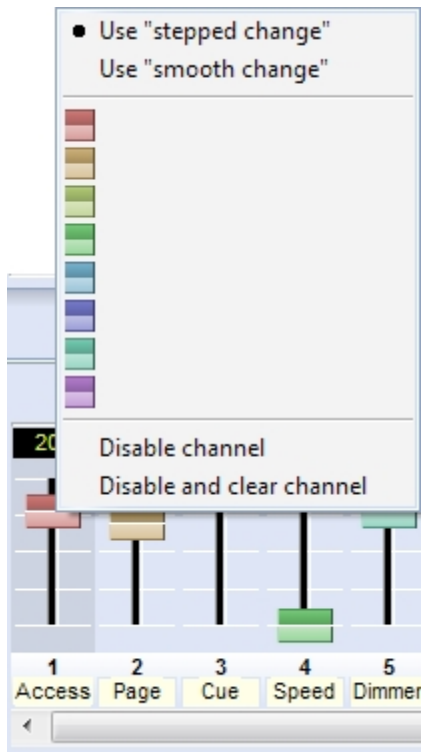 Use "stepped change"
Use "smooth change"
Disable channel
Disable and clear channel
1 2 3 4 5
Access Page Cue Speed Dimmer